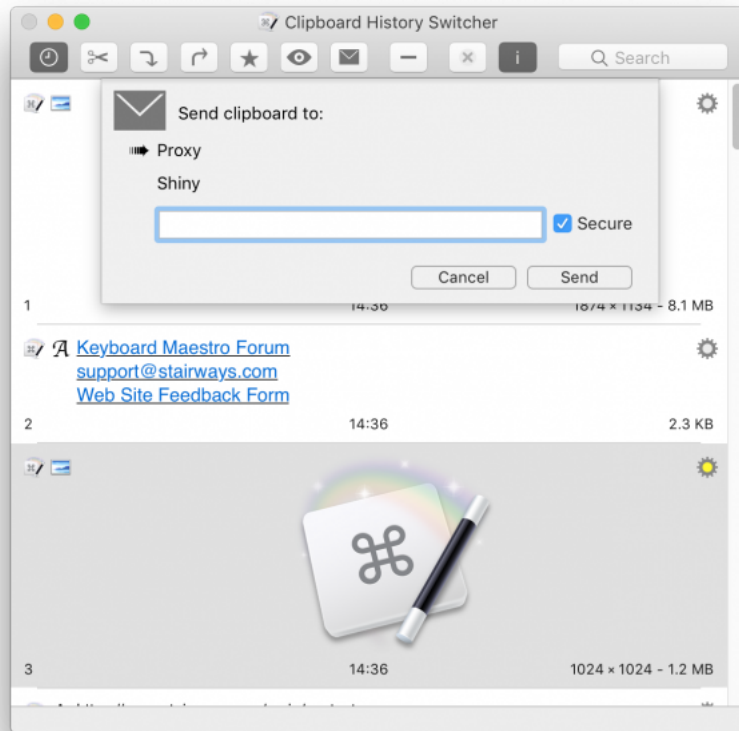 Clipboard History Switcher
Search
Send clipboard to:
Proxy
Shiny
Secure
Cancel Send
1 14:36 1874 × 1134 - 8.1 MB
Keyboard Maestro Forum
support@stairways.com
Web Site Feedback Form
2 14:36 2.3 KB
3 14:36 1024 × 1024 - 1.2 MB